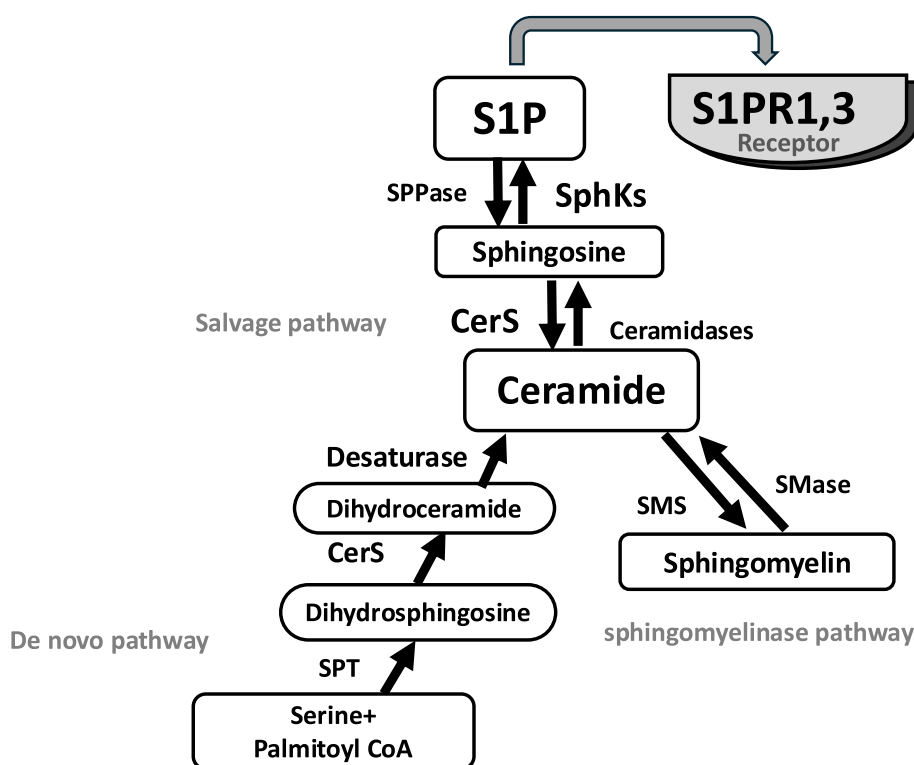 S1P
S1PR1,3
Receptor
SPPase
SphKs
Sphingosine
Salvage pathway
CerS
Ceramidases
Ceramide
Desaturase
SMase
Dihydroceramide
SMS
CerS
Sphingomyelin
Dihydrosphingosine
De novo pathway
sphingomyelinase pathway
SPT
Serine+
Palmitoyl CoA